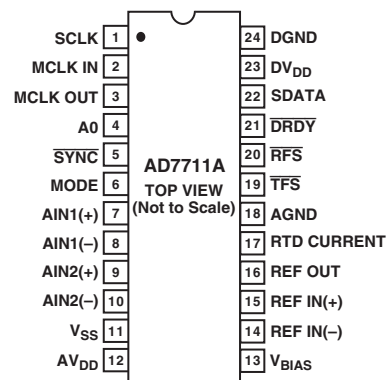 SCLK 1 24 DGND
MCLK IN 2 23 DVDD
MCLK OUT 3 22 SDATA
A0 4 21 DRDY
SYNC 5 AD7711A 20 RFS
MODE 6 TOP VIEW 19 TFS
AIN1(+) 7 (Not to Scale) 18 AGND
AIN1(–) 8 17 RTD CURRENT
AIN2(+) 9 16 REF OUT
AIN2(–) 10 15 REF IN(+)
VSS 11 14 REF IN(–)
AVDD 12 13 VBIAS